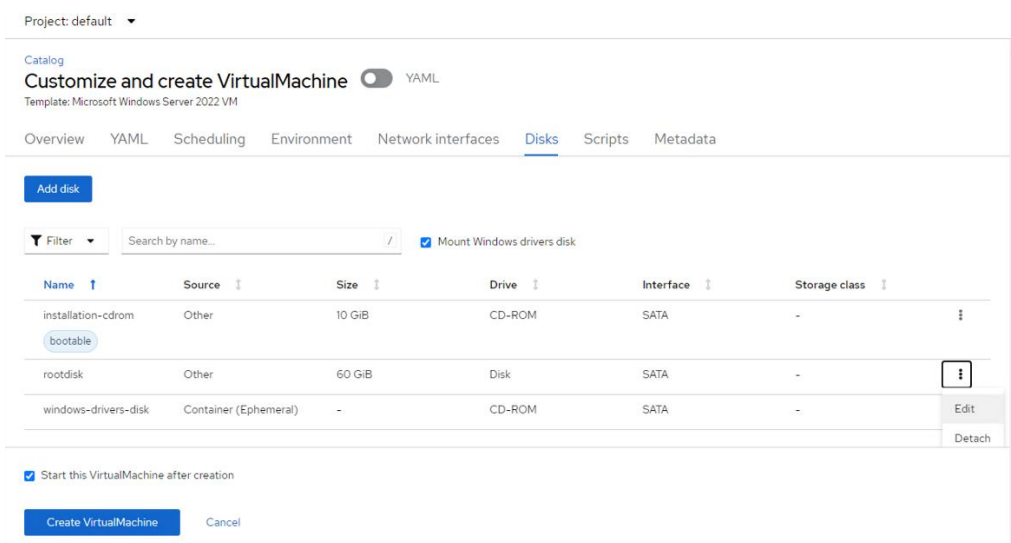 Project: default
Catalog
Customize and create VirtualMachine YAML
Template: Microsoft Windows Server 2022 VM
Overview YAML Scheduling Environment Network interfaces Disks Scripts Metadata
Add disk
Filter Search by name... / Mount Windows drivers disk
Name Source Size Drive Interface Storage class
installation-cdrom Other 10 GiB CD-ROM SATA -
bootable
rootdisk Other 60 GiB Disk SATA -
windows-drivers-disk Container (Ephemeral) - CD-ROM SATA -
Edit
Detach
Start this VirtualMachine after creation
Create VirtualMachine Cancel